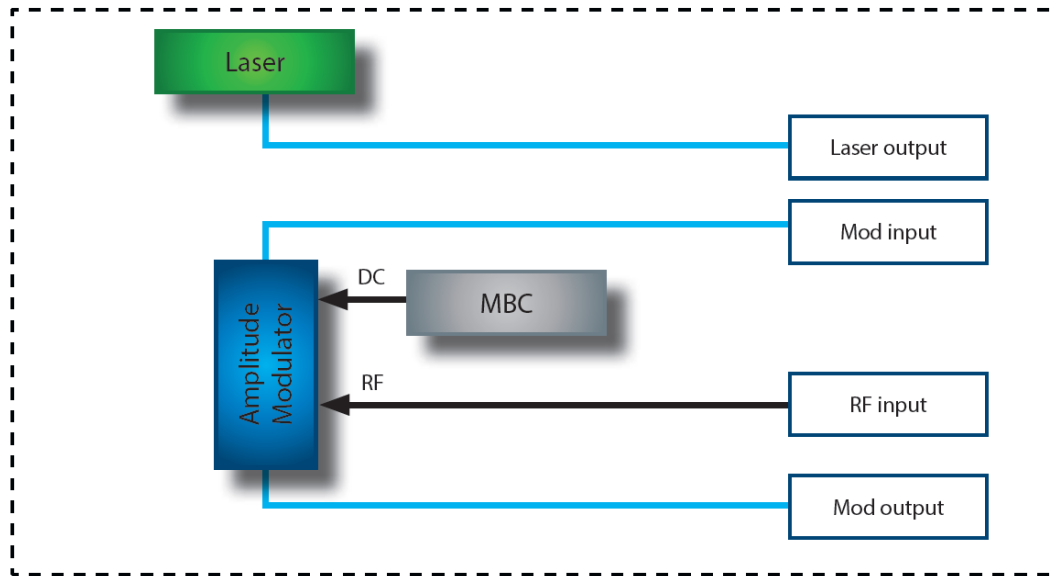 Laser
Laser output
Mod input
DC
MBC
Amplitude
Modulator
RF
RF input
Mod output